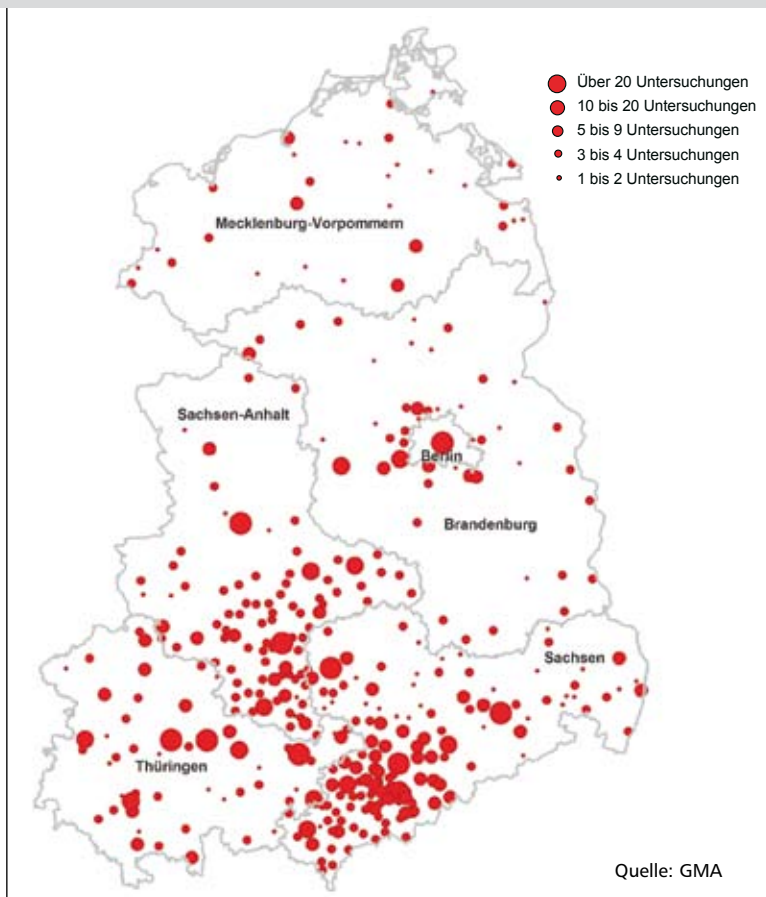 Über 20 Untersuchungen
10 bis 20 Untersuchungen
5 bis 9 Untersuchungen
3 bis 4 Untersuchungen
1 bis 2 Untersuchungen
Mecklenburg-Vorpommern
Sachsen-Anhalt
Berlin
Brandenburg
Sachsen
Thüringen
Quelle: GMA